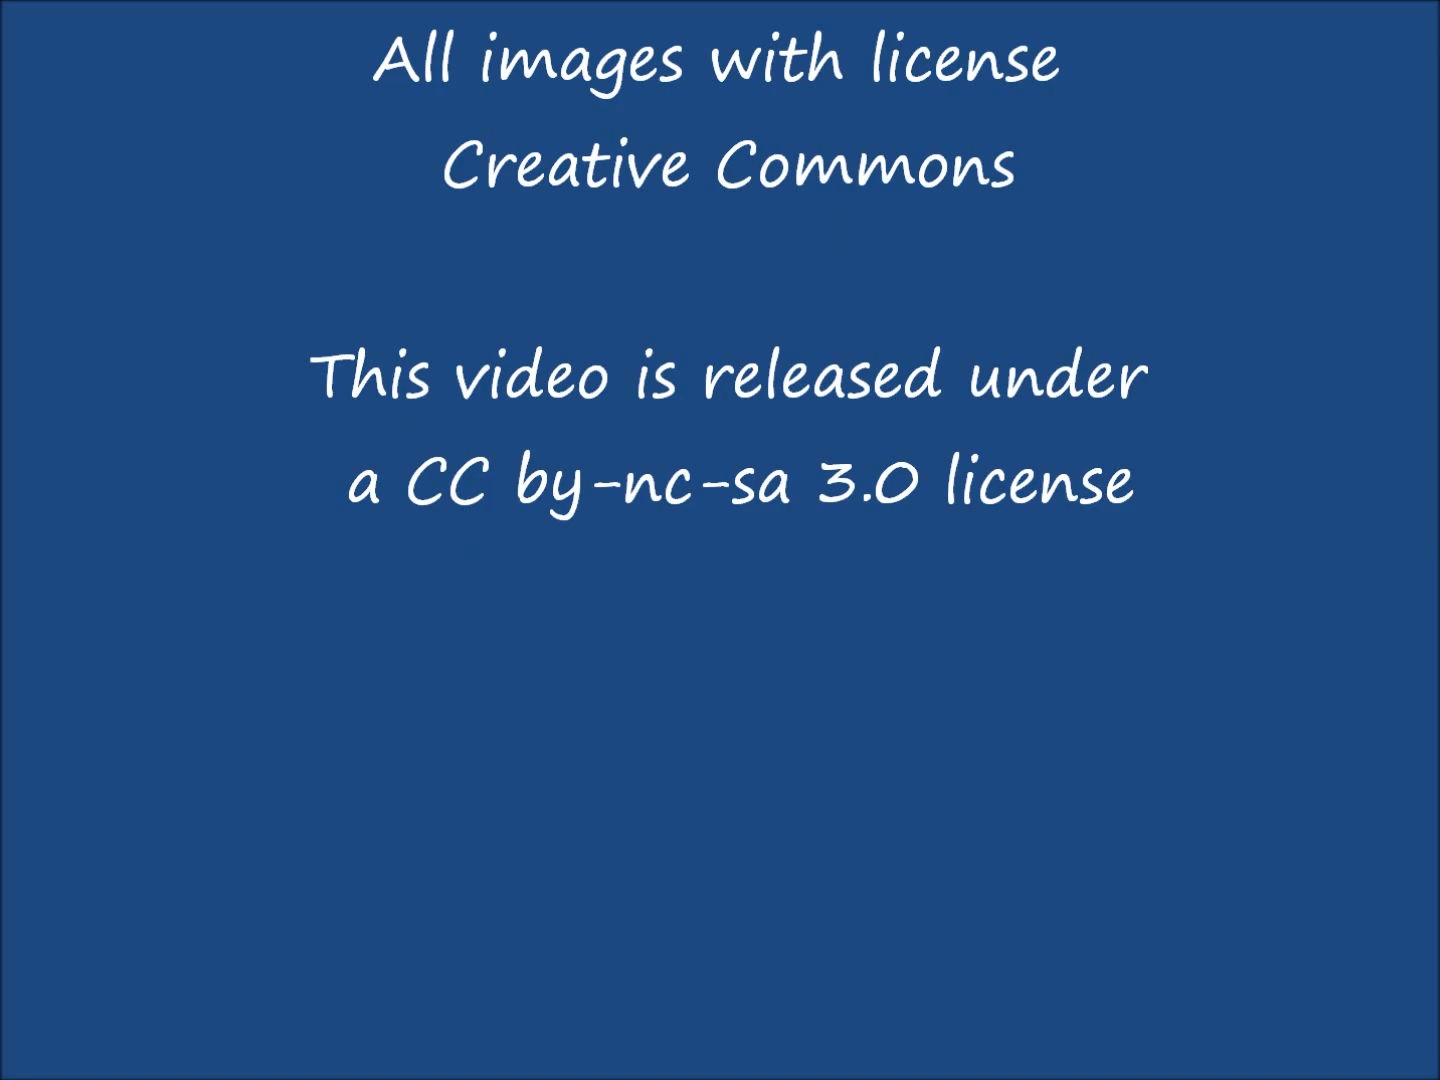 All images with license
Creative Commons
This video is released under
a CC by-nc-sa 3.0 license